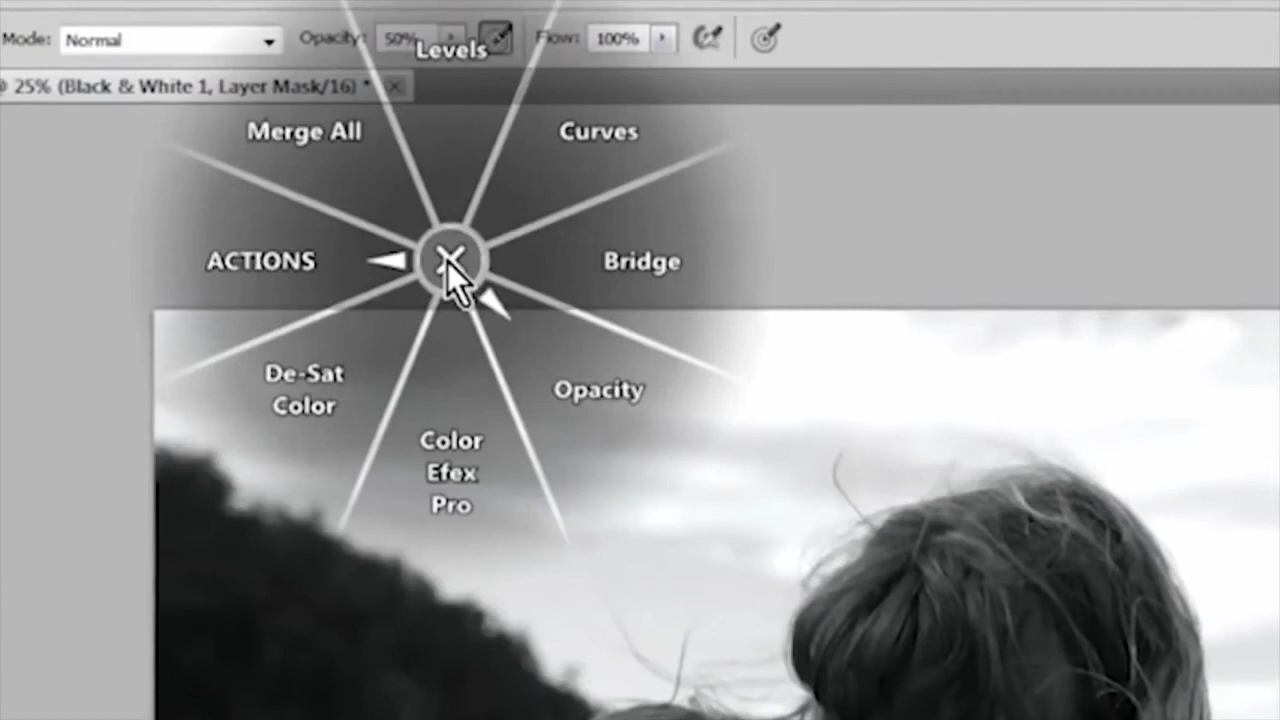 Mode: Normal Opacity: 50% Flow: 100%
Levels
@ 25% (Black & White 1, Layer Mask/16) *
Merge All
Curves
ACTIONS
Bridge
De-Sat
Color
Opacity
Color
Efex
Pro